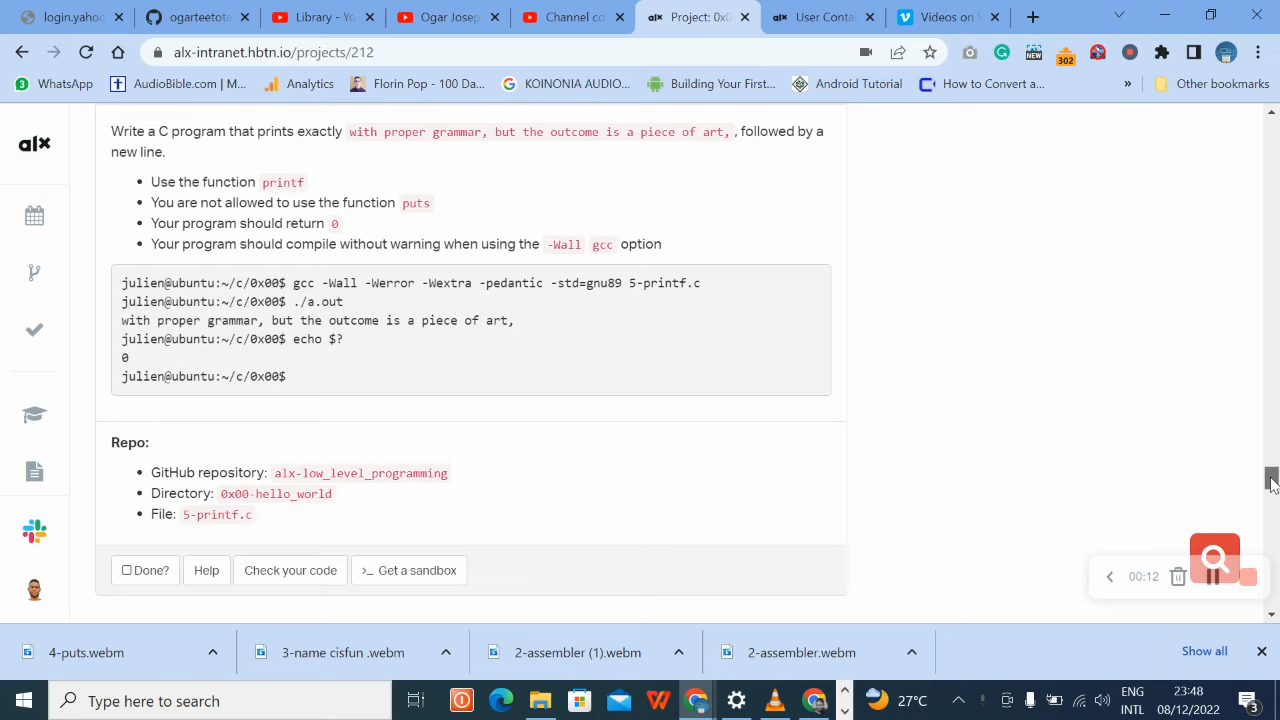 login.yahoo
ogarteetota
Library - Yo
Ogar Josep
Channel co
alx Project: 0x0
alx User Conta
Videos on
alx-intranet.hbtn.io/projects/212
NEW
302
WhatsApp
AudioBible.com | M...
Analytics
Florin Pop - 100 Da...
KOINONIA AUDIO...
Building Your First...
Android Tutorial
How to Convert a...
»
Other bookmarks
alx
Write a C program that prints exactly with proper grammar, but the outcome is a piece of art, , followed by a
new line.
• Use the function printf
• You are not allowed to use the function puts
• Your program should return 0
• Your program should compile without warning when using the -Wall gcc option
julien@ubuntu:~/c/0x00$ gcc -Wall -Werror -Wextra -pedantic -std=gnu89 5-printf.c
julien@ubuntu:~/c/0x00$ ./a.out
with proper grammar, but the outcome is a piece of art,
julien@ubuntu:~/c/0x00$ echo $?
0
julien@ubuntu:~/c/0x00$
Repo:
• GitHub repository: alx-low_level_programming
• Directory: 0x00-hello_world
• File: 5-printf.c
Done?
Help
Check your code
>_ Get a sandbox
00:12
4-puts.webm
3-name cisfun .webm
2-assembler (1).webm
2-assembler.webm
Show all
Type here to search
27°C
ENG
INTL
23:48
08/12/2022
3